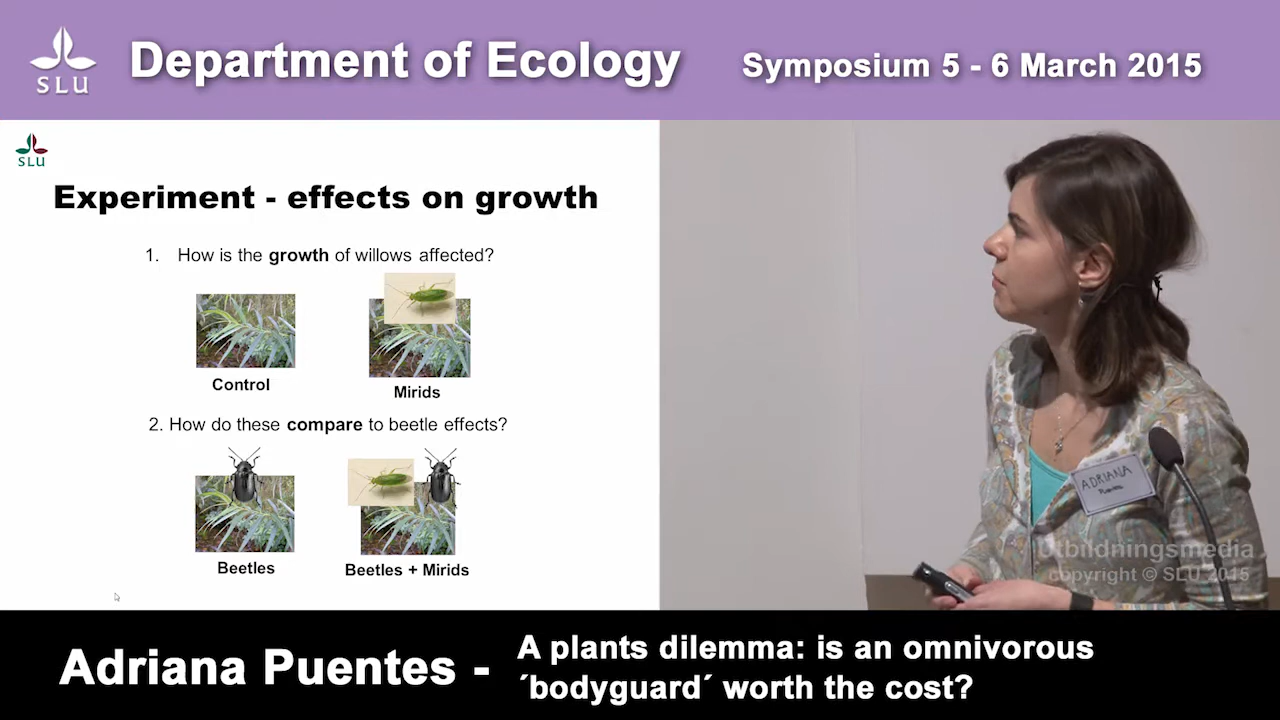 SLU
Department of Ecology
Symposium 5 - 6 March 2015
SLU
Experiment - effects on growth
1. How is the growth of willows affected?
Control
Mirids
2. How do these compare to beetle effects?
Beetles
Beetles + Mirids
ADRIANA
Puentes
Utbildningsmedia
copyright © SLU 2015
Adriana Puentes -
A plants dilemma: is an omnivorous
´bodyguard´ worth the cost?